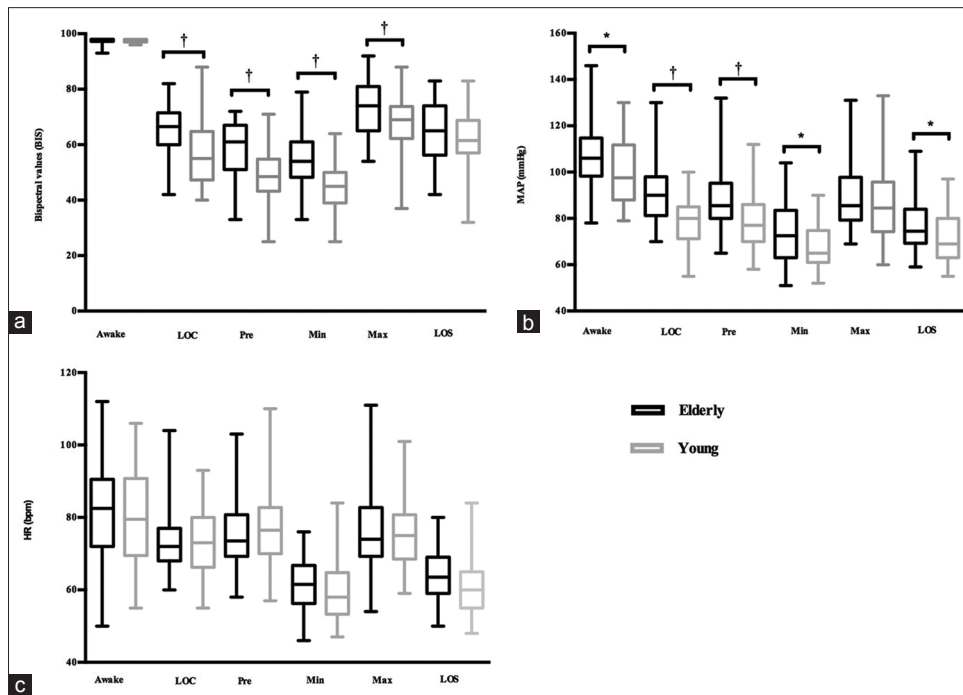 a
Bispectral values (BIS)
100
80
60
40
20
0
†
†
†
†
Awake LOC Pre Min Max LOS
b
MAP (mmHg)
160
140
120
100
80
60
40
*
†
†
*
*
Awake LOC Pre Min Max LOS
c
HR (bpm)
120
100
80
60
40
Awake LOC Pre Min Max LOS
Elderly
Young